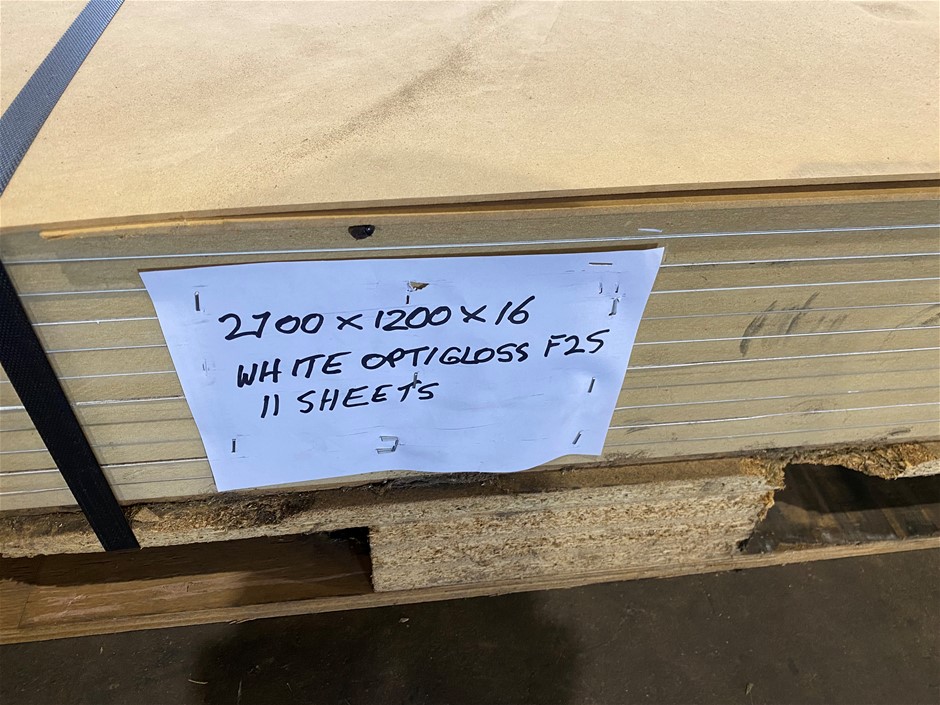 2700 x 1200 x 16
WHITE OPTIGLOSS F2S
11 SHEETS